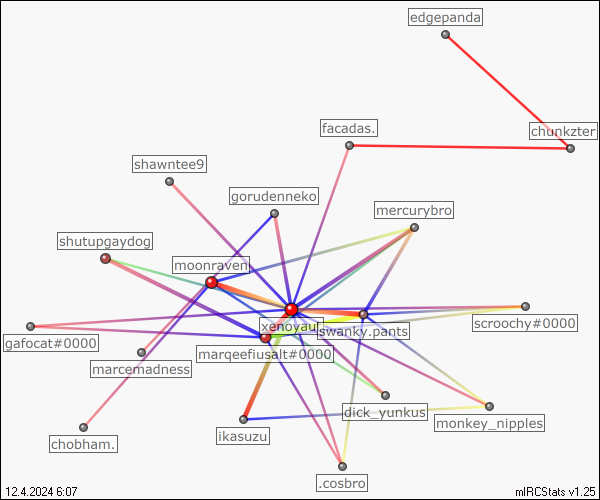 edgepanda
facadas.
chunkzter
shawntee9
gorudenneko
mercurybro
shutupgaydog
moonraven
xenoyaur
swanky.pants
scroochy#0000
gafocat#0000
marqeefiusalt#0000
marcemadness
dick_yunkus
monkey_nipples
ikasuzu
chobham.
.cosbro
12.4.2024 6:07
mIRCStats v1.25